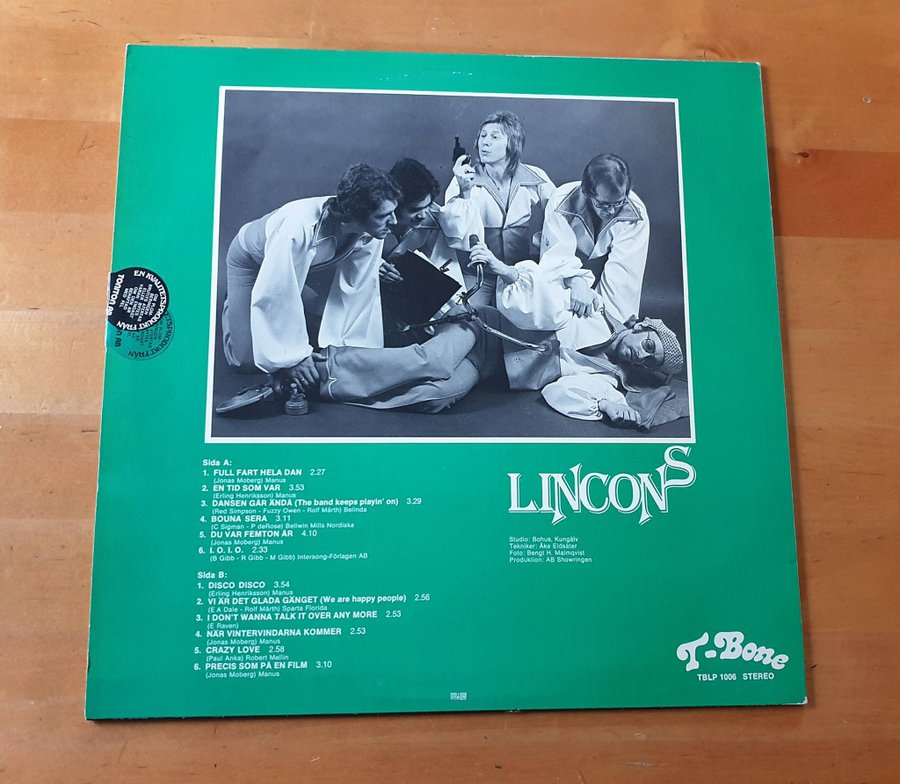 EN KVALITETSPRODUKT FRÅN
TONITON AB
Sida A:
1. FULL FART HELA DAN 2.27
(Jonas Moberg) Manus
2. EN TID SOM VAR 3.53
(Erling Henriksson) Manus
3. DANSEN GÅR ÄNDÅ (The band keeps playin' on) 3.29
(Red Simpson - Fuzzy Owen - Rolf Mårth) Belinda
4. BOUNA SERA 3.11
(C Sigman - P deRose) Bellwin Mills Nordiska
5. DU VAR FEMTON ÅR 4.10
(Jonas Moberg) Manus
6. I. O. I. O. 2.33
(B Gibb - R Gibb - M Gibb) Intersong-Förlagen AB
Sida B:
1. DISCO DISCO 3.54
(Erling Henriksson) Manus
2. VI ÄR DET GLADA GÄNGET (We are happy people) 2.56
(E A Dale - Rolf Mårth) Sparta Florida
3. I DON'T WANNA TALK IT OVER ANY MORE 2.53
(E Raven)
4. NÄR VINTERVINDARNA KOMMER 2.53
(Jonas Moberg) Manus
5. CRAZY LOVE 2.58
(Paul Anka) Robert Mellin
6. PRECIS SOM PÅ EN FILM 3.10
(Jonas Moberg) Manus
LINCONS
Studio: Bohus, Kungälv
Tekniker: Åke Eldsäter
Foto: Bengt H. Malmqvist
Produktion: AB Showringen
T-Bone
TBLP 1006 STEREO